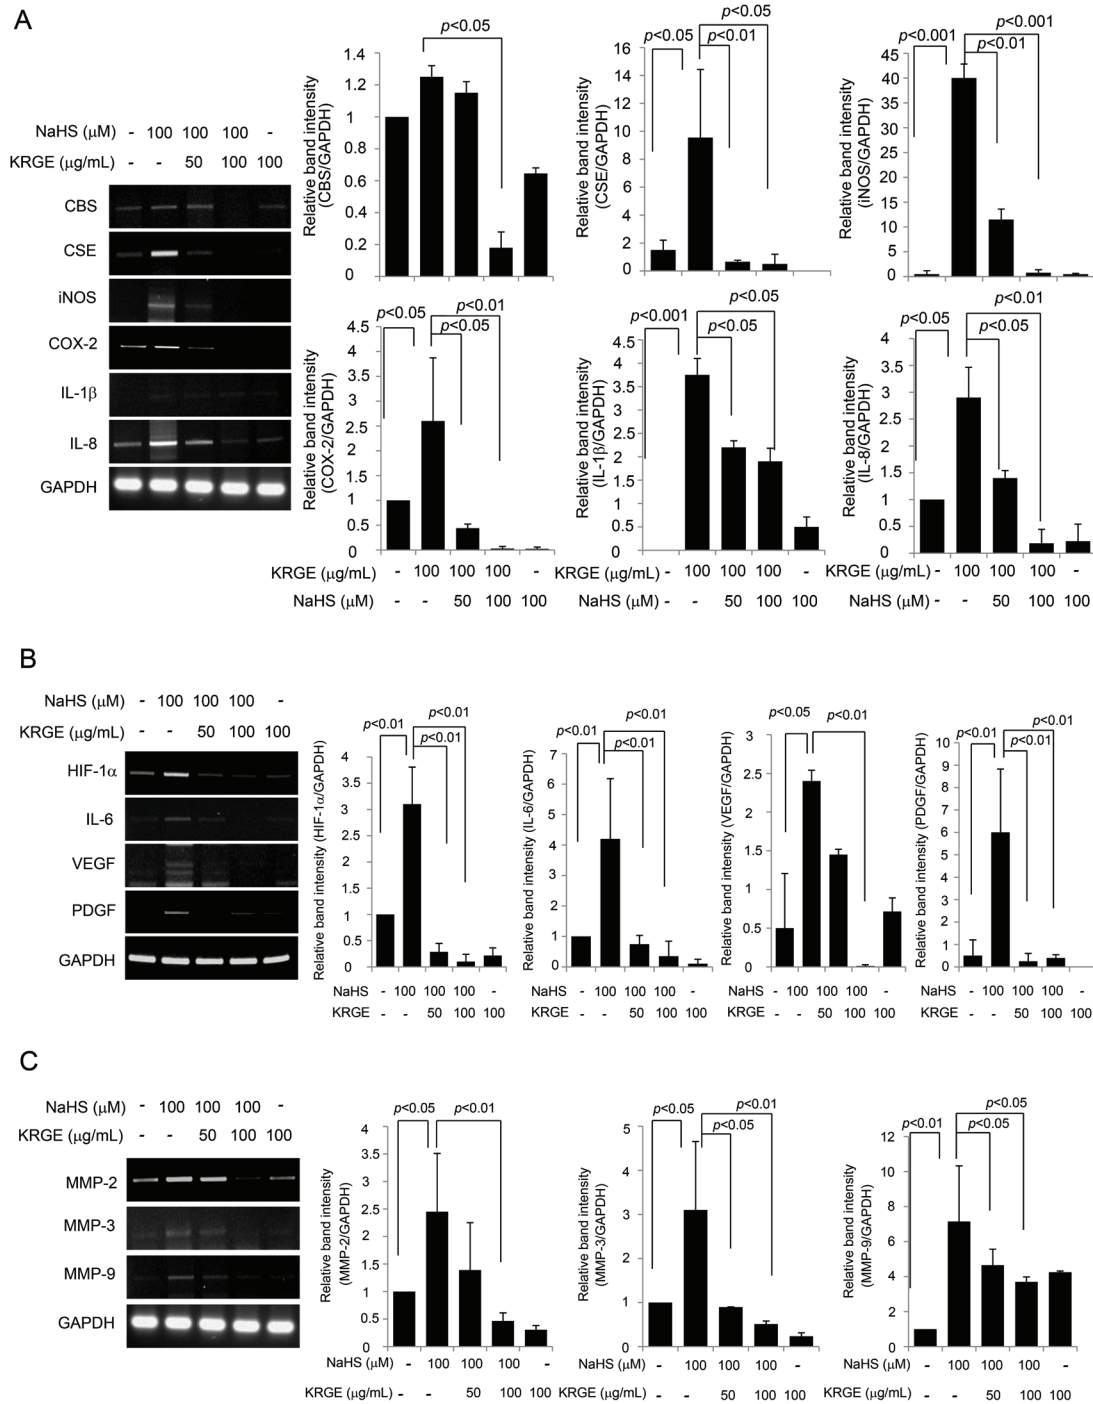 A
NaHS (μM) - 100 100 100 -
KRGE (μg/mL) - - 50 100 100
CBS
CSE
iNOS
COX-2
IL-1β
IL-8
GAPDH
p<0.05
Relative band intensity
(CBS/GAPDH)
1.4
1.2
1
0.8
0.6
0.4
0.2
0
p<0.05
p<0.05
p<0.01
Relative band intensity
(CSE/GAPDH)
16
14
12
10
8
6
4
2
0
p<0.001
p<0.001
p<0.01
Relative band intensity
(iNOS/GAPDH)
45
40
35
30
25
20
15
10
5
0
p<0.05
p<0.01
p<0.05
Relative band intensity
(COX-2/GAPDH)
4.5
4
3.5
3
2.5
2
1.5
1
0.5
0
KRGE (μg/mL) - 100 100 100 -
NaHS (μM) - - 50 100 100
p<0.001
p<0.05
p<0.05
Relative band intensity
(IL-1β/GAPDH)
4.5
4
3.5
3
2.5
2
1.5
1
0.5
0
KRGE (μg/mL) - 100 100 100 -
NaHS (μM) - - 50 100 100
p<0.05
p<0.01
p<0.05
Relative band intensity
(IL-8/GAPDH)
4
3.5
3
2.5
2
1.5
1
0.5
0
KRGE (μg/mL) - 100 100 100 -
NaHS (μM) - - 50 100 100
B
NaHS (μM) - 100 100 100 -
KRGE (μg/mL) - - 50 100 100
HIF-1α
IL-6
VEGF
PDGF
GAPDH
p<0.01
p<0.01
p<0.01
Relative band intensity (HIF-1α/GAPDH)
4
3.5
3
2.5
2
1.5
1
0.5
0
NaHS - 100 100 100 -
KRGE - - 50 100 100
p<0.01
p<0.01
p<0.01
Relative band intensity (IL-6/GAPDH)
7
6
5
4
3
2
1
0
NaHS - 100 100 100 -
KRGE - - 50 100 100
p<0.05
p<0.01
Relative band intensity (VEGF/GAPDH)
3
2.5
2
1.5
1
0.5
0
NaHS - 100 100 100 -
KRGE - - 50 100 100
p<0.01
p<0.01
p<0.01
Relative band intensity (PDGF/GAPDH)
10
9
8
7
6
5
4
3
2
1
0
NaHS - 100 100 100 -
KRGE - - 50 100 100
C
NaHS (μM) - 100 100 100 -
KRGE (μg/mL) - - 50 100 100
MMP-2
MMP-3
MMP-9
GAPDH
p<0.05
p<0.01
Relative band intensity
(MMP-2/GAPDH)
4
3.5
3
2.5
2
1.5
1
0.5
0
NaHS (μM) - 100 100 100 -
KRGE (μg/mL) - - 50 100 100
p<0.05
p<0.01
p<0.05
Relative band intensity
(MMP-3/GAPDH)
5
4
3
2
1
0
NaHS (μM) - 100 100 100 -
KRGE (μg/mL) - - 50 100 100
p<0.01
p<0.05
p<0.05
Relative band intensity
(MMP-9/GAPDH)
12
10
8
6
4
2
0
NaHS (μM) - 100 100 100 -
KRGE (μg/mL) - - 50 100 100